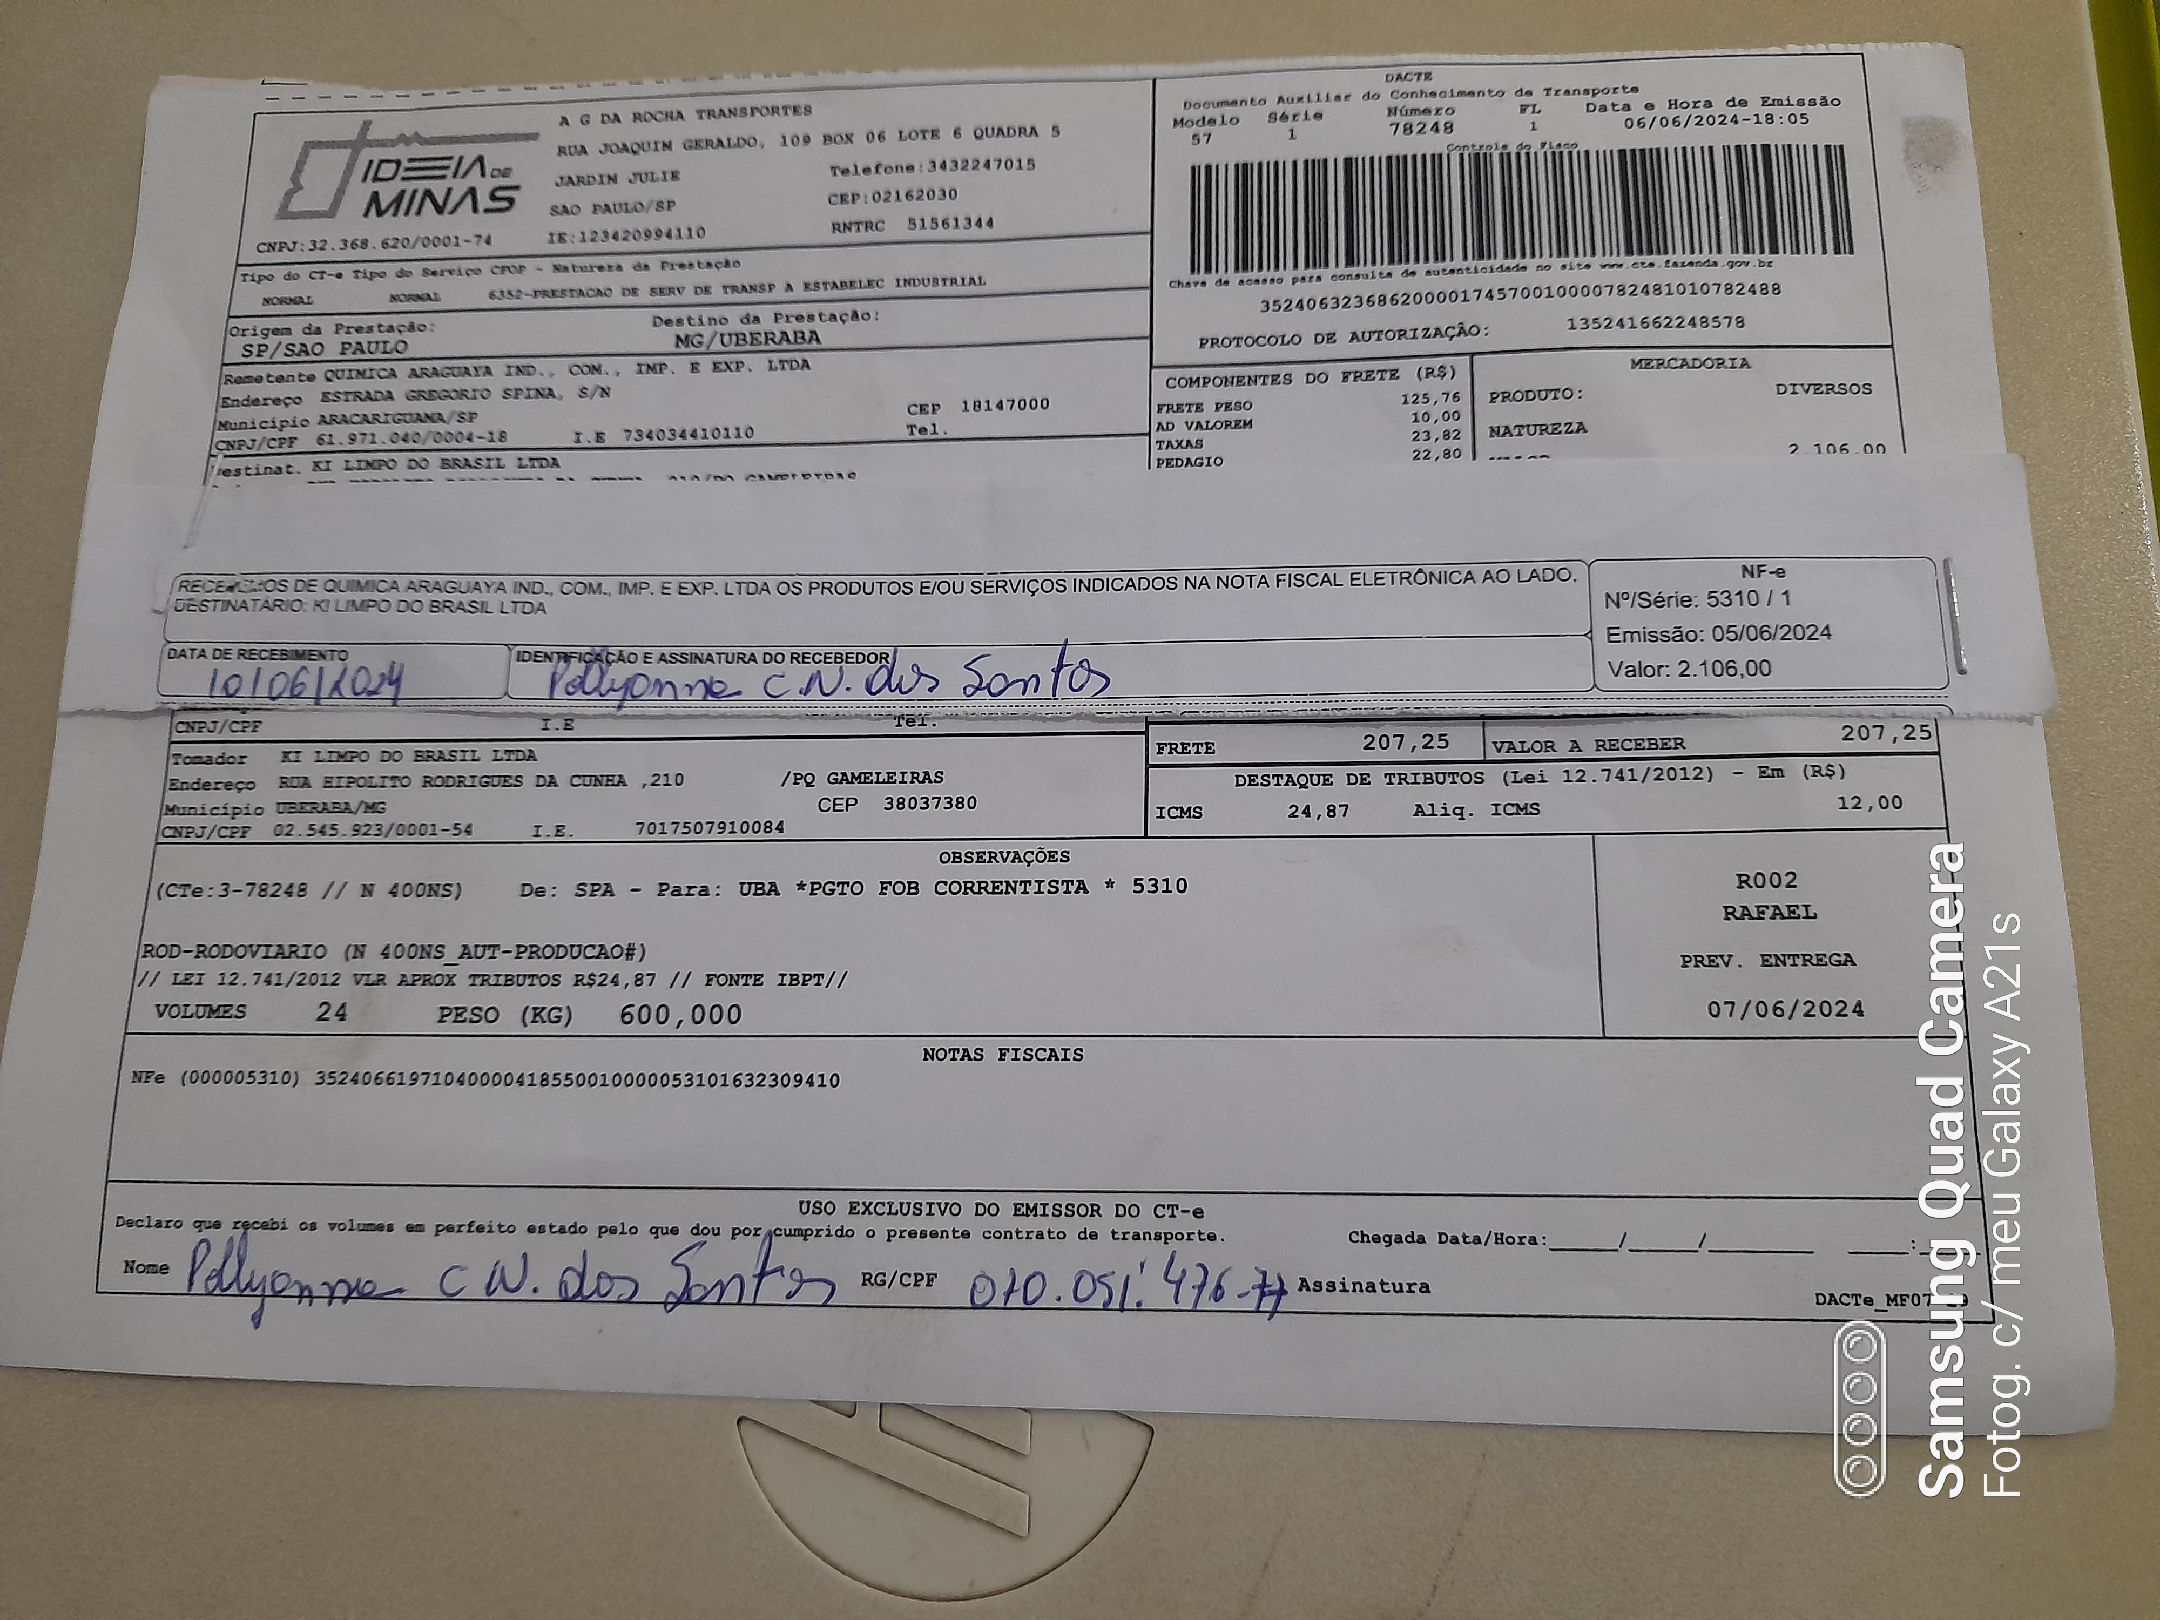 DACTE
Documento Auxiliar do Conhecimento de Transporte
Modelo Série Número FL Data e Hora de Emissão
57 1 78248 1 06/06/2024-18:05
Controle do Fisco
IDEIA DE
MINAS
A G DA ROCHA TRANSPORTES
RUA JOAQUIN GERALDO, 109 BOX 06 LOTE 6 QUADRA 5
JARDIN JULIE Telefone:3432247015
SAO PAULO/SP CEP:02162030
CNPJ:32.368.620/0001-74 IE:123420994110 RNTRC 51561344
Tipo do CT-e Tipo do Serviço CFOP - Natureza da Prestação
NORMAL NORMAL 6352-PRESTACAO DE SERV DE TRANSP A ESTABELEC INDUSTRIAL
Origem da Prestação: Destino da Prestação:
SP/SAO PAULO MG/UBERABA
Chave de acesso para consulta de autenticidade no site www.cte.fazenda.gov.br
35240632368620000174570010000782481010782488
PROTOCOLO DE AUTORIZAÇÂO: 135241662248578
Remetente QUIMICA ARAGUAYA IND., COM., IMP. E EXP. LTDA
Endereço ESTRADA GREGORIO SPINA, S/N
Município ARACARIGUAMA/SP CEP 18147000
CNPJ/CPF 61.971.040/0004-18 I.E 734034410110 Tel.
estinat. KI LIMPO DO BRASIL LTDA
COMPONENTES DO FRETE (R$)
FRETE PESO 125,76
AD VALOREM 10,00
TAXAS 23,82
PEDAGIO 22,80
MERCADORIA
PRODUTO: DIVERSOS
NATUREZA
2.106,00
DE QUIMICA ARAGUAYA IND., COM., IMP. E EXP. LTDA OS PRODUTOS E/OU SERVIÇOS INDICADOS NA NOTA FISCAL ELETRÔNICA AO LADO.
DESTINATÁRIO: KI LIMPO DO BRASIL LTDA
NF-e
Nº/Série: 5310 / 1
Emissão: 05/06/2024
Valor: 2.106,00
DATA DE RECEBIMENTO IDENTIFICAÇÃO E ASSINATURA DO RECEBEDOR
10/06/2024 Pollyanna C.N. dos Santos
CNPJ/CPF I.E Tel.
Tomador KI LIMPO DO BRASIL LTDA
Endereço RUA HIPOLITO RODRIGUES DA CUNHA ,210 /PQ GAMELEIRAS
Município UBERABA/MG CEP 38037380
CNPJ/CPF 02.545.923/0001-54 I.E. 7017507910084
FRETE 207,25 VALOR A RECEBER 207,25
DESTAQUE DE TRIBUTOS (Lei 12.741/2012) - Em (R$)
ICMS 24,87 Aliq. ICMS 12,00
OBSERVAÇÕES
(CTe:3-78248 // N 400NS) De: SPA - Para: UBA *PGTO FOB CORRENTISTA * 5310
ROD-RODOVIARIO (N 400NS_AUT-PRODUCAO#)
// LEI 12.741/2012 VLR APROX TRIBUTOS R$24,87 // FONTE IBPT//
VOLUMES 24 PESO (KG) 600,000
R002
RAFAEL
PREV. ENTREGA
07/06/2024
NOTAS FISCAIS
NFe (000005310) 35240661971040000418550010000053101632309410
USO EXCLUSIVO DO EMISSOR DO CT-e
Declaro que recebi os volumes em perfeito estado pelo que dou por cumprido o presente contrato de transporte. Chegada Data/Hora:____/____/______ ____:
Nome Pollyanna C N. dos Santos RG/CPF 070.051.476-77 Assinatura
Samsung Quad Camera
Fotog. c/ meu Galaxy A21s